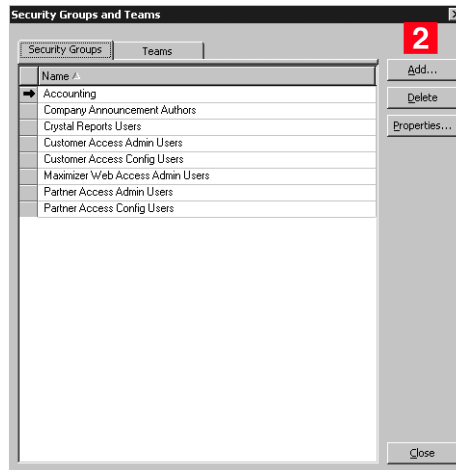 Security Groups and Teams
2
Security Groups
Teams
Name
Accounting
Company Announcement Authors
Crystal Reports Users
Customer Access Admin Users
Customer Access Config Users
Maximizer Web Access Admin Users
Partner Access Admin Users
Partner Access Config Users
Add...
Delete
Properties...
Close